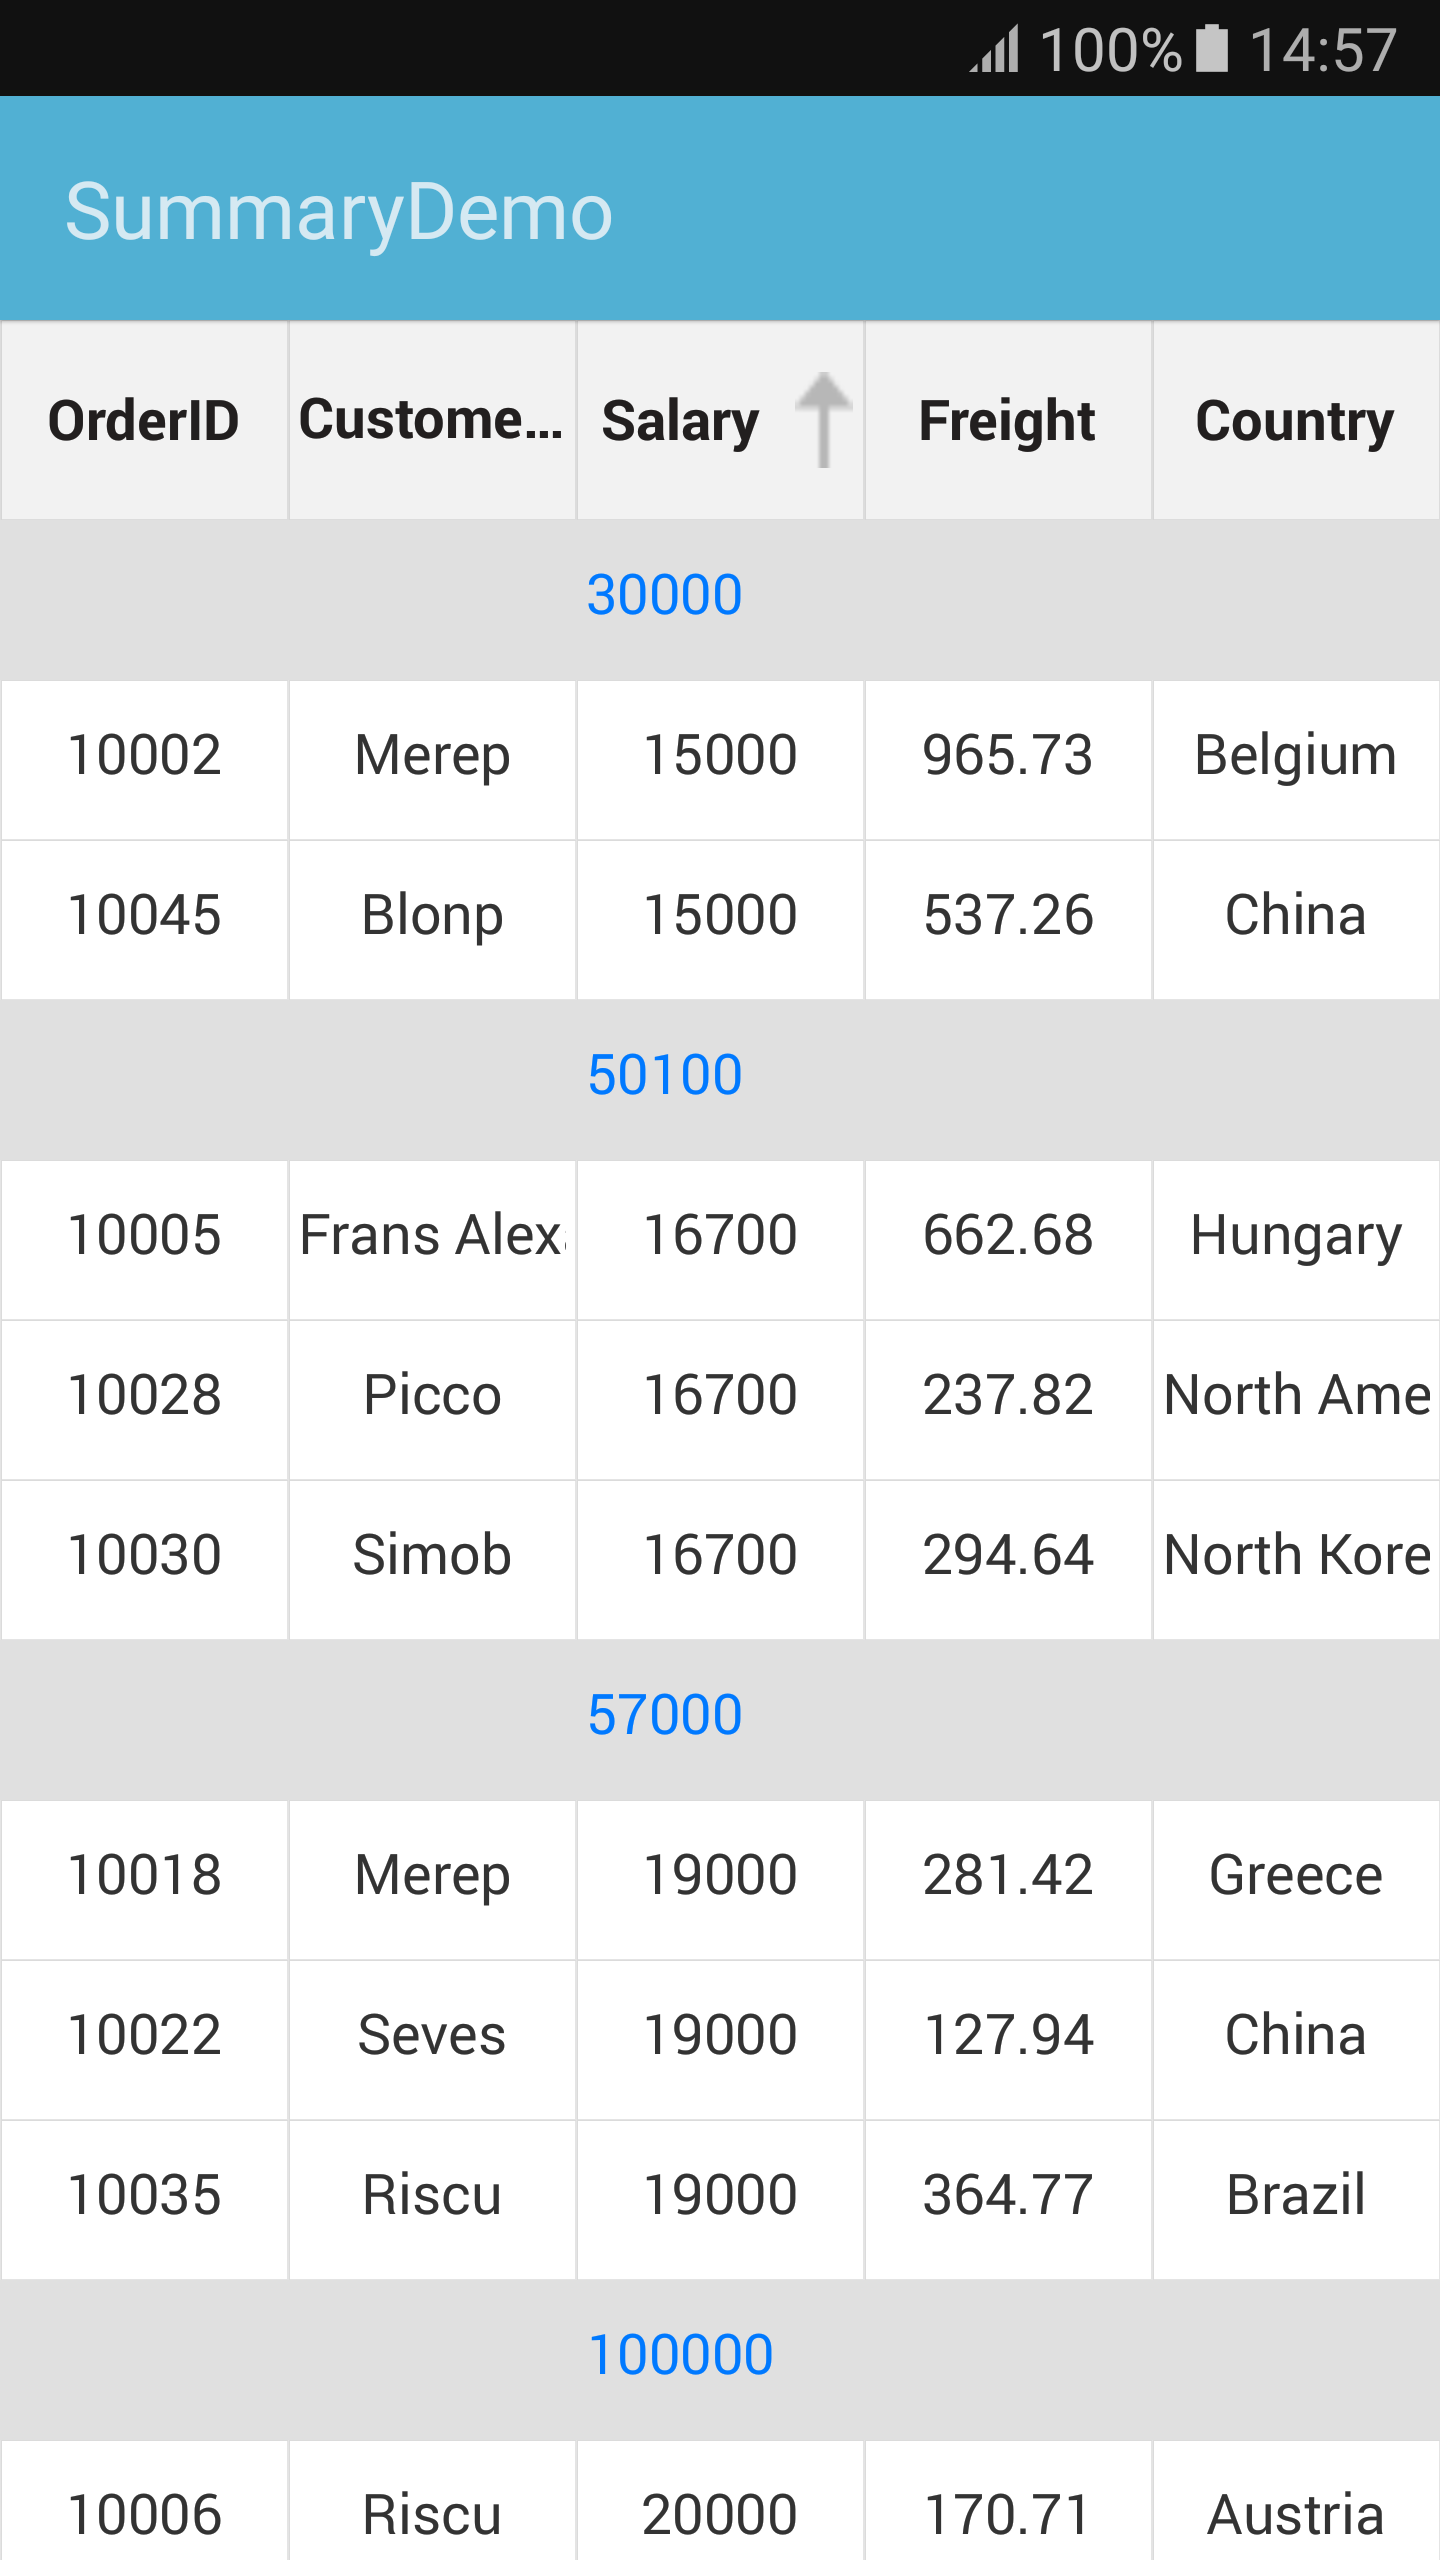 100% 14:57
SummaryDemo
OrderID Custome... Salary Freight Country
30000
10002 Merep 15000 965.73 Belgium
10045 Blonp 15000 537.26 China
50100
10005 Frans Alex 16700 662.68 Hungary
10028 Picco 16700 237.82 North Ame
10030 Simob 16700 294.64 North Kore
57000
10018 Merep 19000 281.42 Greece
10022 Seves 19000 127.94 China
10035 Riscu 19000 364.77 Brazil
100000
10006 Riscu 20000 170.71 Austria